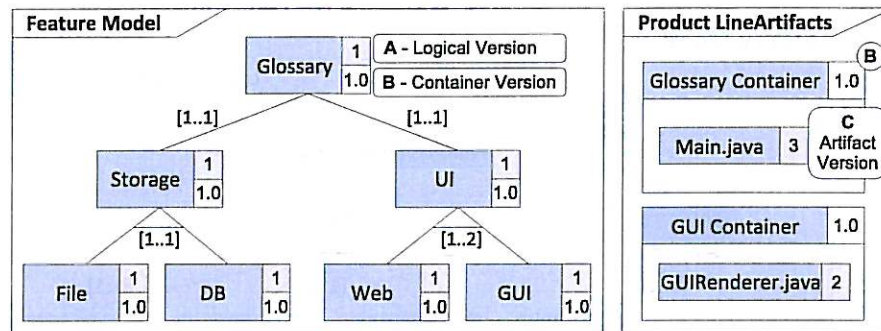 Feature Model
Glossary
1
1.0
A - Logical Version
B - Container Version
[1..1]
[1..1]
Storage
1
1.0
UI
1
1.0
[1..1]
[1..2]
File
1
1.0
DB
1
1.0
Web
1
1.0
GUI
1
1.0
Product LineArtifacts
B
Glossary Container
1.0
Main.java
3
C
Artifact
Version
GUI Container
1.0
GUIRenderer.java
2